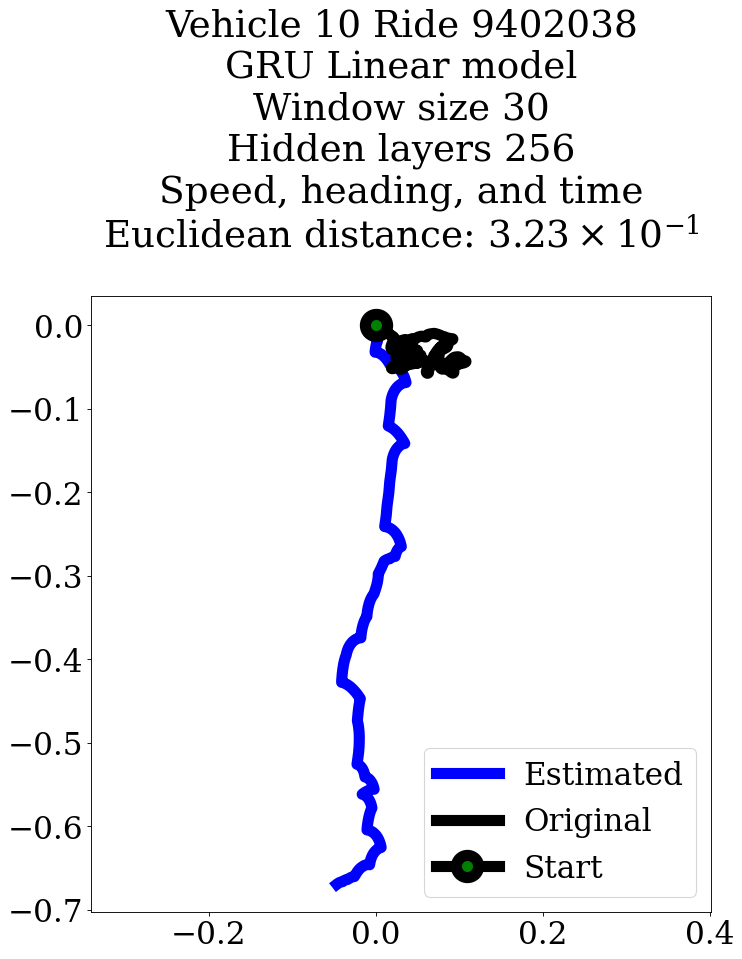 Vehicle 10 Ride 9402038
GRU Linear model
Window size 30
Hidden layers 256
Speed, heading, and time
Euclidean distance: 3.23 × 10⁻¹
0.0
−0.1
−0.2
−0.3
−0.4
−0.5
−0.6
−0.7
Estimated
Original
Start
−0.2 0.0 0.2 0.4